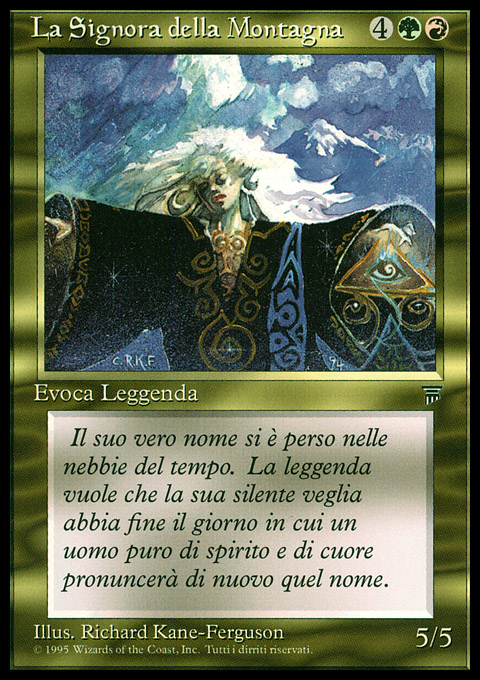 La Signora della Montagna 4
C.RKF. 94
Evoca Leggenda
Il suo vero nome si è perso nelle
nebbie del tempo. La leggenda
vuole che la sua silente veglia
abbia fine il giorno in cui un
uomo puro di spirito e di cuore
pronuncerà di nuovo quel nome.
Illus. Richard Kane-Ferguson
5/5
© 1995 Wizards of the Coast, Inc. Tutti i dirriti riservati.